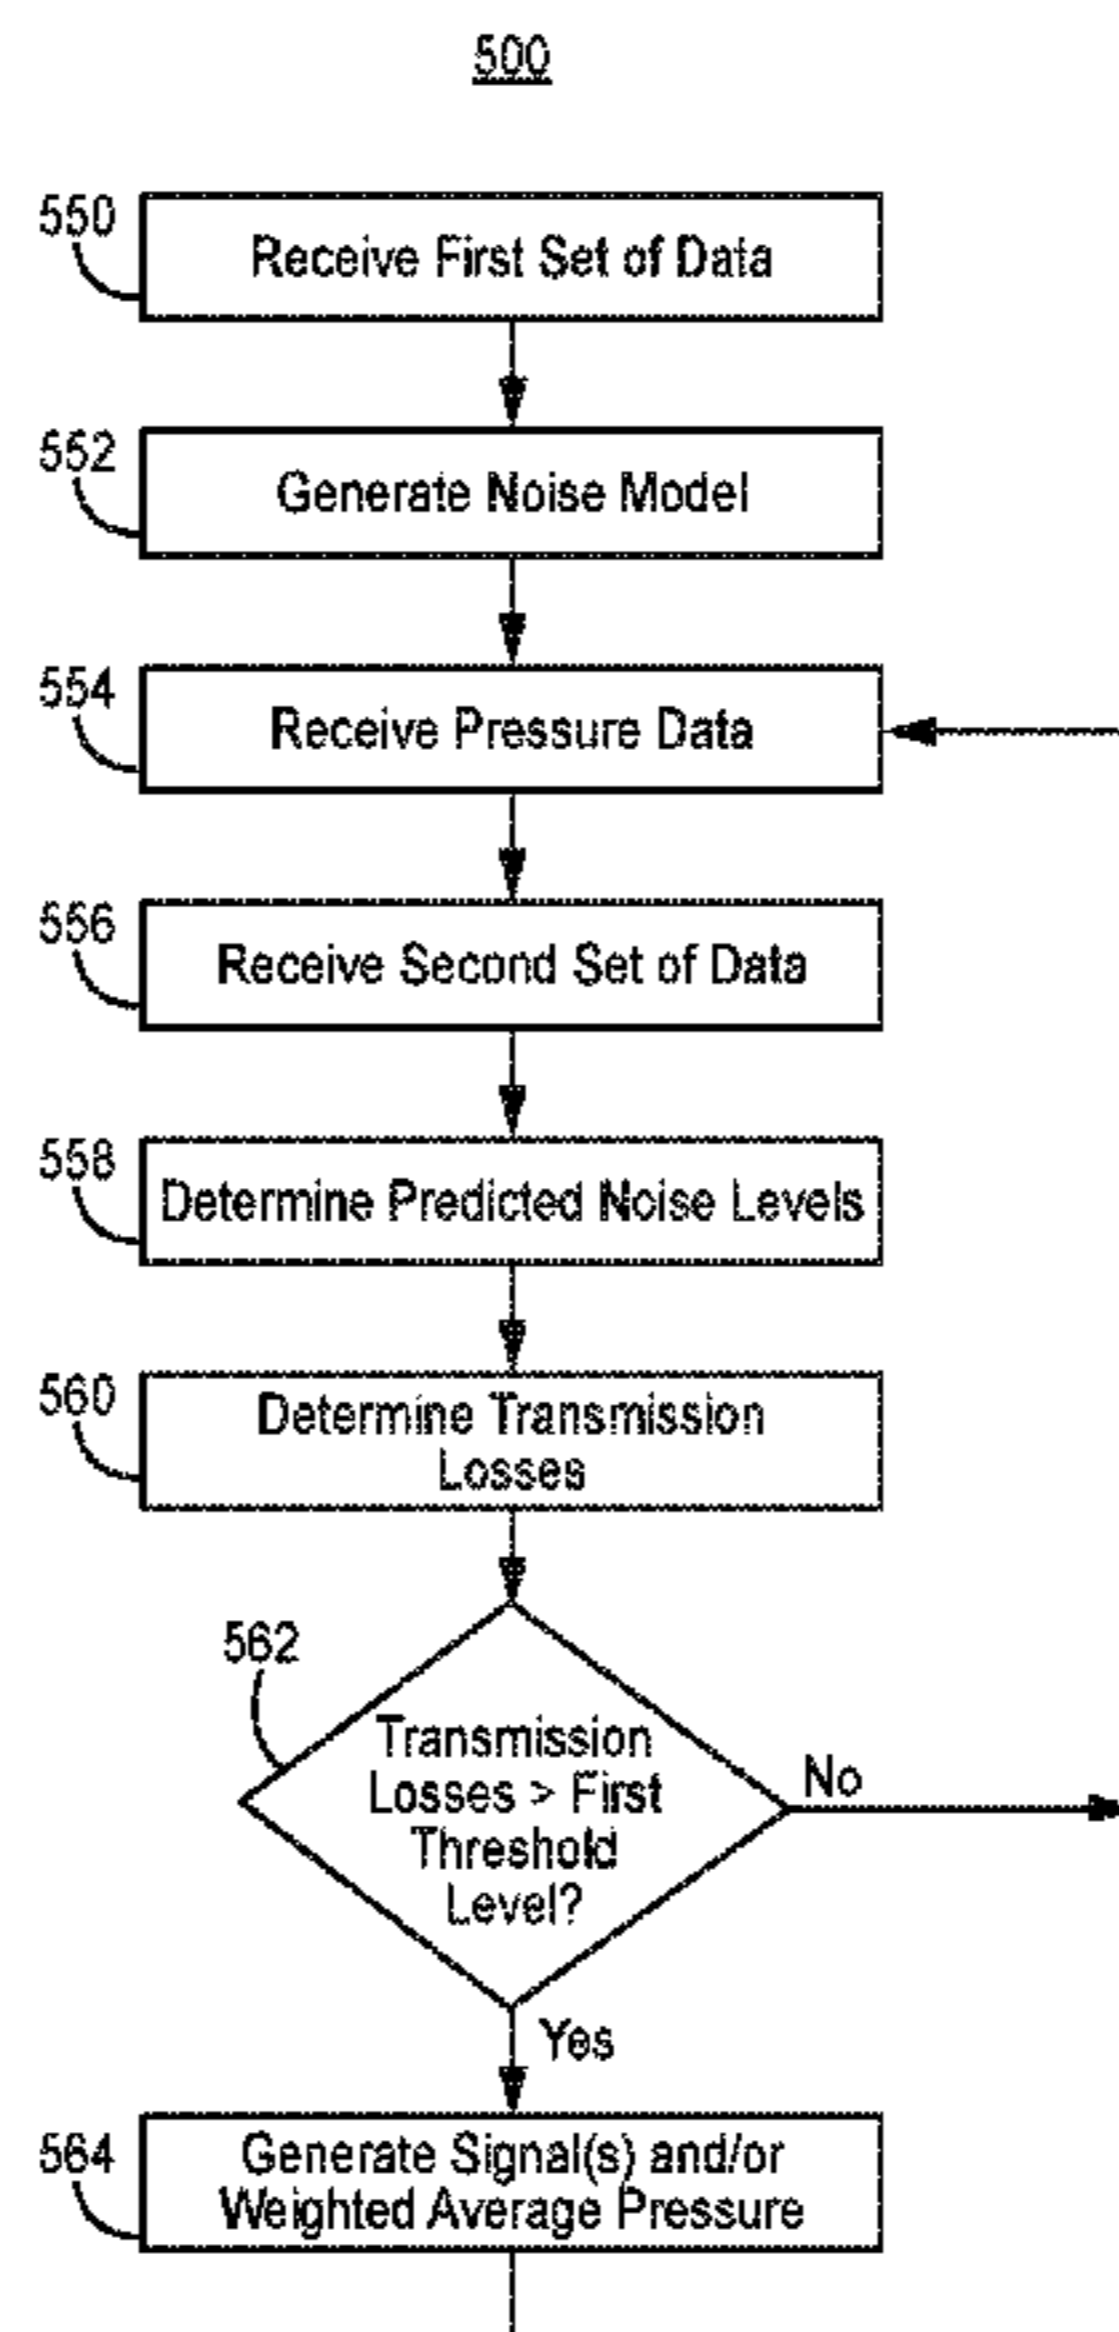 500
550
Receive First Set of Data
552
Generate Noise Model
554
Receive Pressure Data
556
Receive Second Set of Data
558
Determine Predicted Noise Levels
560
Determine Transmission
Losses
562
Transmission
Losses > First
Threshold
Level?
No
Yes
564
Generate Signal(s) and/or
Weighted Average Pressure